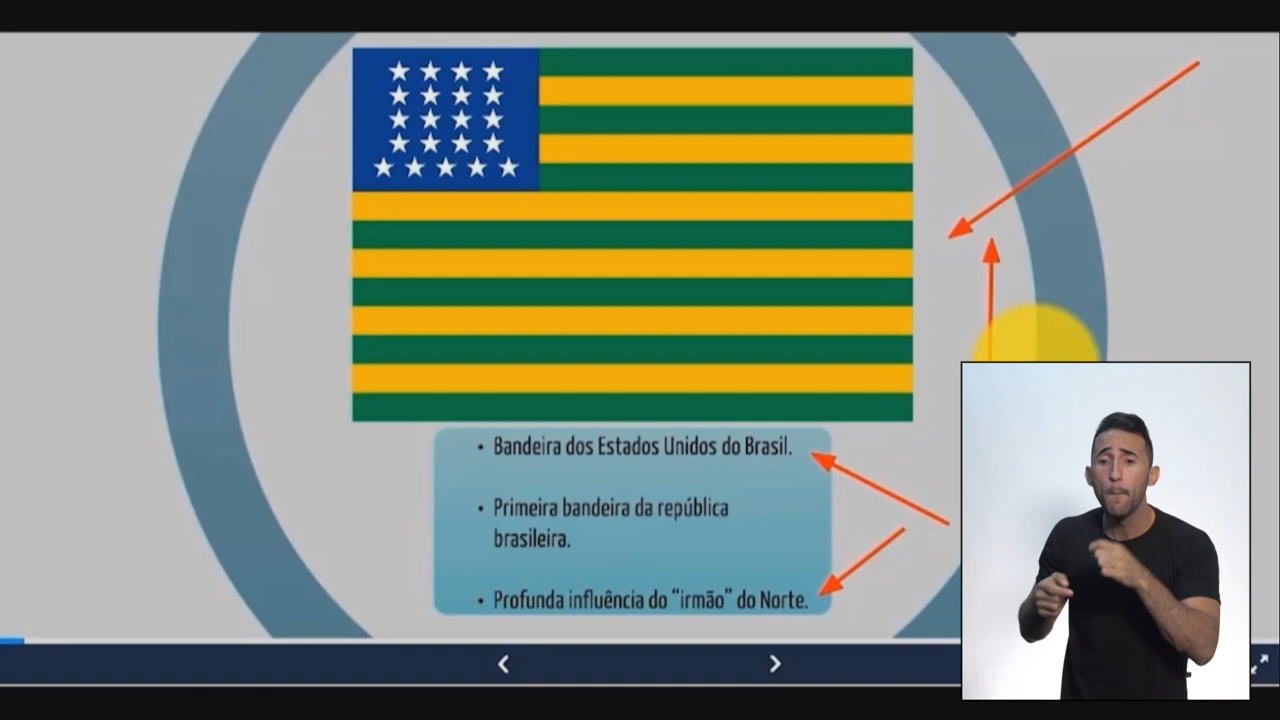 • Bandeira dos Estados Unidos do Brasil.
• Primeira bandeira da república
brasileira.
• Profunda influência do “irmão” do Norte.